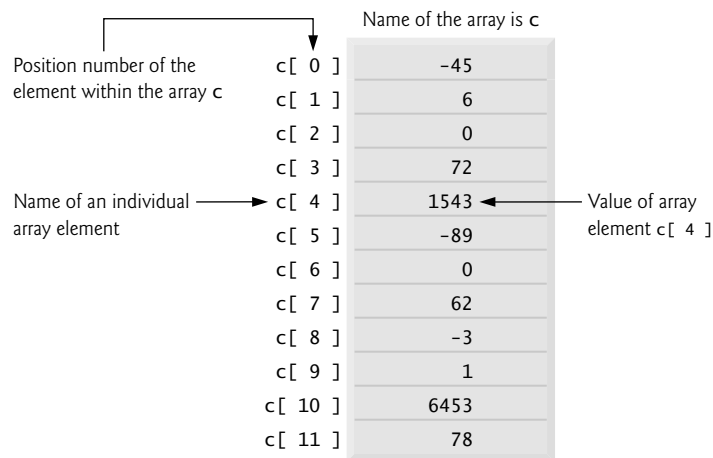 Name of the array is c
Position number of the
element within the array c
c[ 0 ] -45
c[ 1 ] 6
c[ 2 ] 0
c[ 3 ] 72
Name of an individual
array element
c[ 4 ] 1543
Value of array
element c[ 4 ]
c[ 5 ] -89
c[ 6 ] 0
c[ 7 ] 62
c[ 8 ] -3
c[ 9 ] 1
c[ 10 ] 6453
c[ 11 ] 78